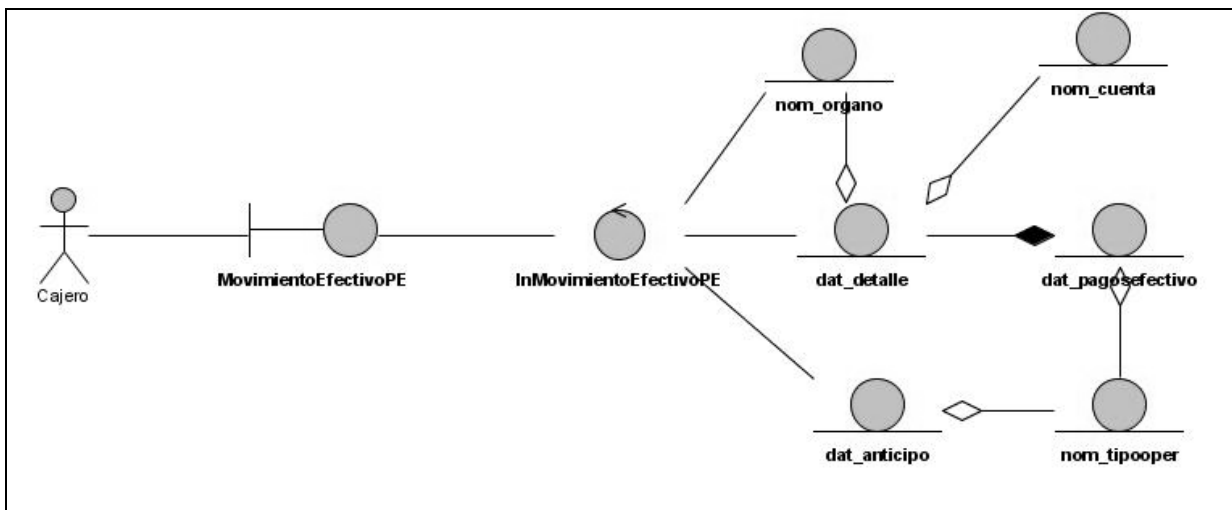 nom_organo
nom_cuenta
Cajero
MovimientoEfectivoPE
InMovimientoEfectivoPE
dat_detalle
dat_pagosefectivo
dat_anticipo
nom_tipooper